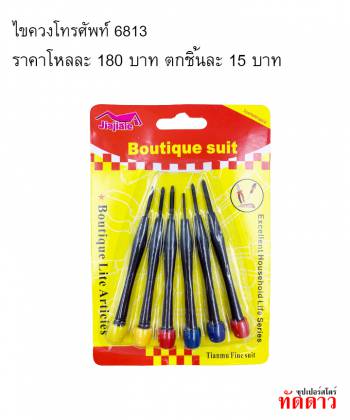 ไขควงโทรศัพท์ 6813
ราคาโหลละ 180 บาท ตกชิ้นละ 15 บาท
Jiajiale
Boutique suit
Boutique Lite Articies
Excellent Household Life Series
Tianmu Fine suit
ซุปเปอร์สโตร์
ทัดดาว